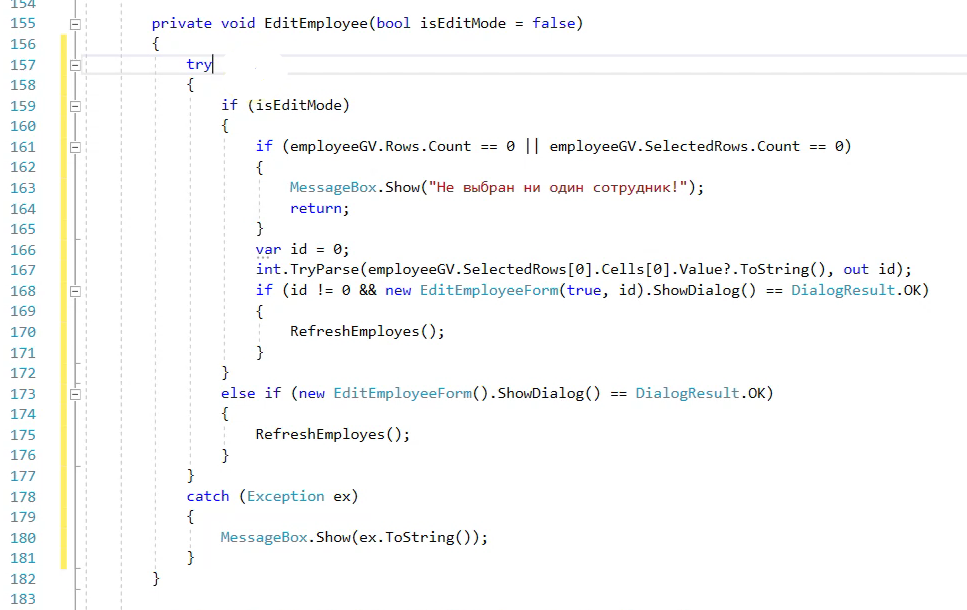 154
155 private void EditEmployee(bool isEditMode = false)
156 {
157 try
158 {
159 if (isEditMode)
160 {
161 if (employeeGV.Rows.Count == 0 || employeeGV.SelectedRows.Count == 0)
162 {
163 MessageBox.Show("Не выбран ни один сотрудник!");
164 return;
165 }
166 var id = 0;
167 int.TryParse(employeeGV.SelectedRows[0].Cells[0].Value?.ToString(), out id);
168 if (id != 0 && new EditEmployeeForm(true, id).ShowDialog() == DialogResult.OK)
169 {
170 RefreshEmployes();
171 }
172 }
173 else if (new EditEmployeeForm().ShowDialog() == DialogResult.OK)
174 {
175 RefreshEmployes();
176 }
177 }
178 catch (Exception ex)
179 {
180 MessageBox.Show(ex.ToString());
181 }
182 }
183